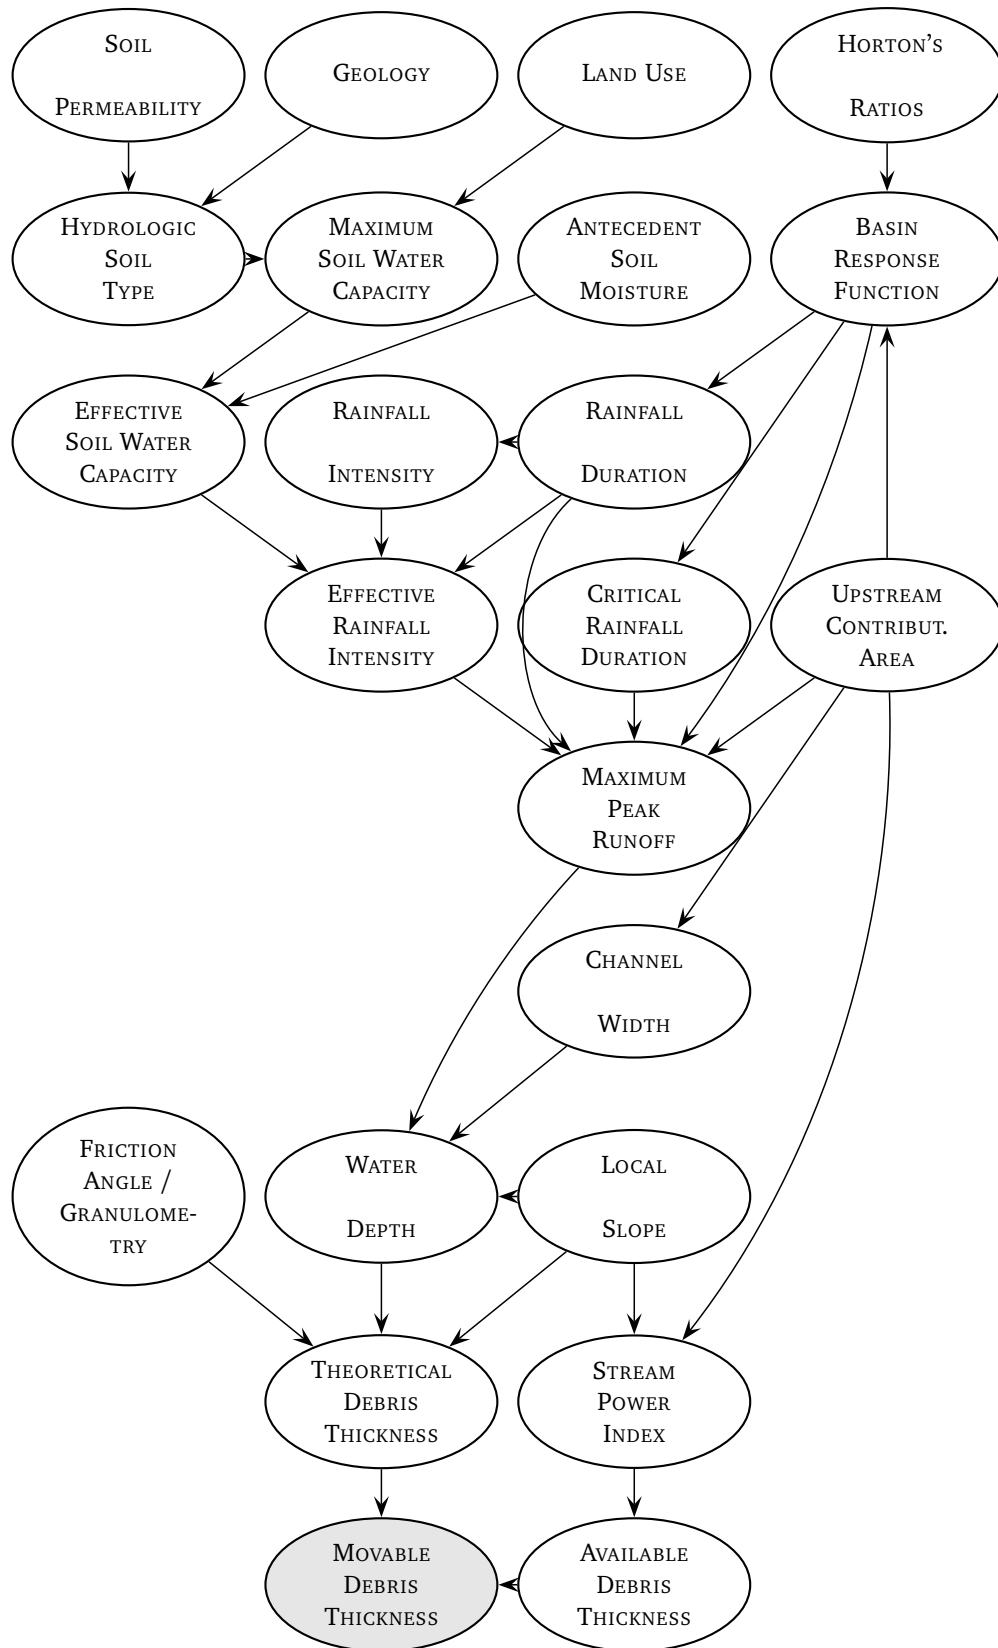 Soil
Permeability
Geology
Land Use
Horton's
Ratios
Hydrologic
Soil
Type
Maximum
Soil Water
Capacity
Antecedent
Soil
Moisture
Basin
Response
Function
Effective
Soil Water
Capacity
Rainfall
Intensity
Rainfall
Duration
Effective
Rainfall
Intensity
Critical
Rainfall
Duration
Upstream
Contribut.
Area
Maximum
Peak
Runoff
Channel
Width
Friction
Angle /
Granulome-
try
Water
Depth
Local
Slope
Theoretical
Debris
Thickness
Stream
Power
Index
Movable
Debris
Thickness
Available
Debris
Thickness